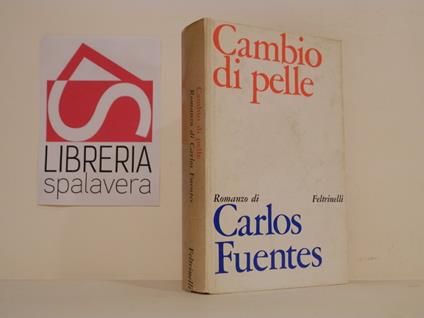 LIBRERIA
spalavera
Cambio di pelle
Romanzo di Carlos Fuentes
Feltrinelli
Cambio
di pelle
Romanzo di Feltrinelli
Carlos
Fuentes